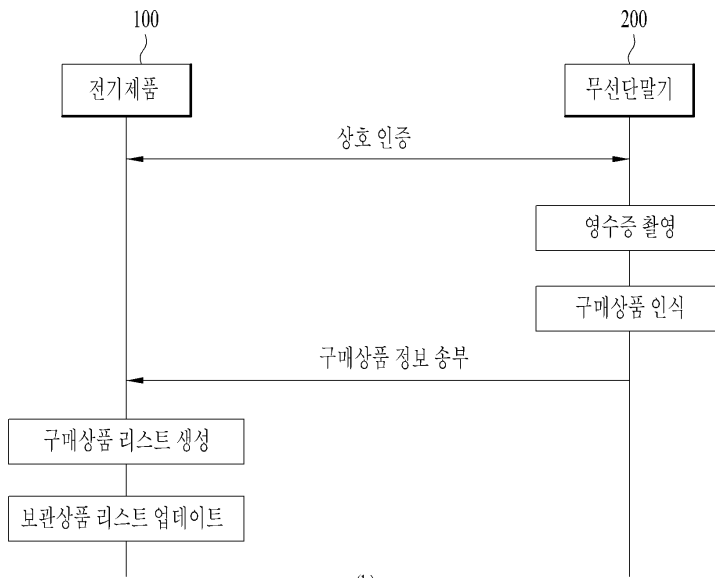 100 200
전기제품 무선단말기
상호 인증
영수증 촬영
구매상품 인식
구매상품 정보 송부
구매상품 리스트 생성
보관상품 리스트 업데이트